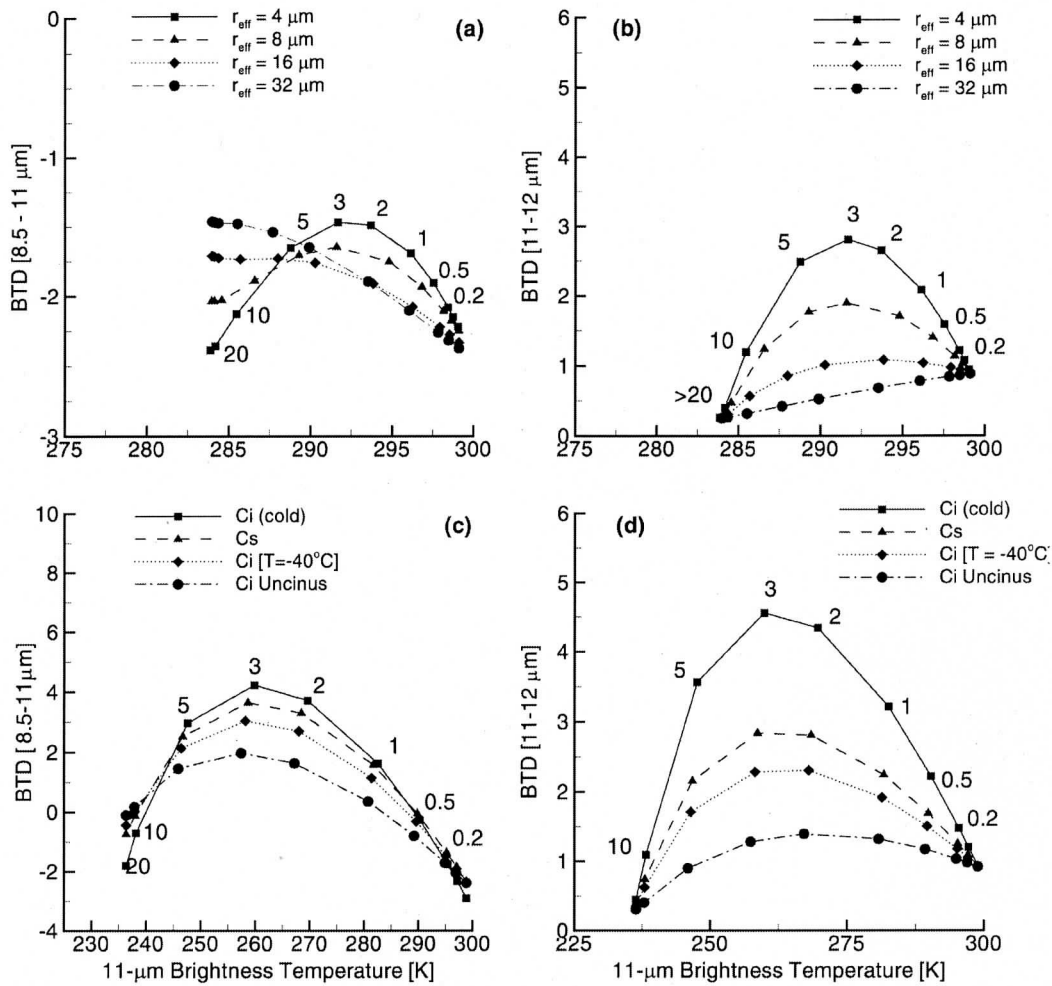 r_eff = 4 μm
r_eff = 8 μm
r_eff = 16 μm
r_eff = 32 μm
(a)
0
-1
-2
-3
BTD [8.5 - 11 μm]
3
2
5
1
0.5
0.2
10
20
275 280 285 290 295 300
(b)
r_eff = 4 μm
r_eff = 8 μm
r_eff = 16 μm
r_eff = 32 μm
6
5
4
3
2
1
0
BTD [11-12 μm]
3
5
2
1
0.5
10
0.2
>20
275 280 285 290 295 300
Ci (cold)
Cs
Ci [T=-40°C]
Ci Uncinus
(c)
10
8
6
4
2
0
-2
-4
BTD [8.5-11μm]
3
5
2
1
0.5
0.2
10
20
230 240 250 260 270 280 290 300
11-μm Brightness Temperature [K]
Ci (cold)
Cs
Ci [T = -40°C]
Ci Uncinus
(d)
6
5
4
3
2
1
0
BTD [11-12 μm]
3
2
5
1
0.5
0.2
10
225 250 275 300
11-μm Brightness Temperature [K]